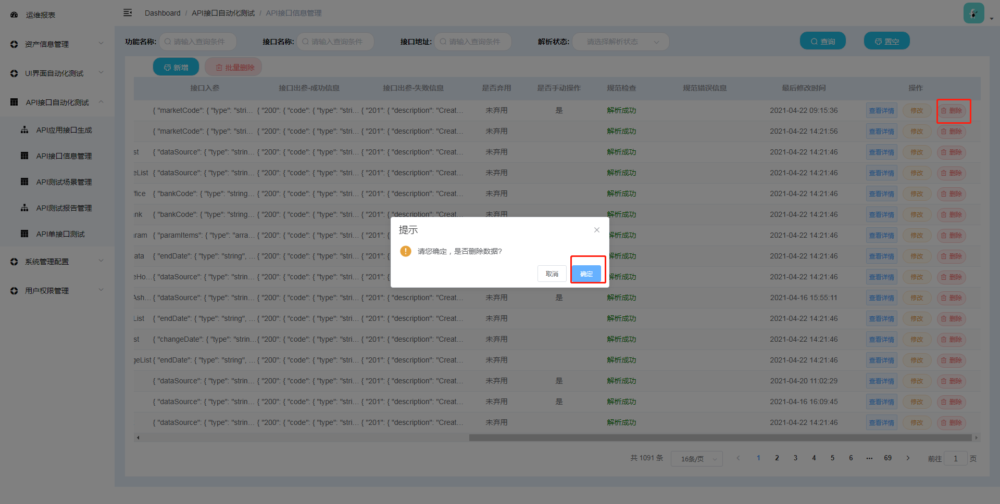 运维报表
资产信息管理
UI界面自动化测试
API接口自动化测试
API应用接口生成
API接口信息管理
API测试场景管理
API测试报告管理
API单接口测试
系统管理配置
用户权限管理
Dashboard / API接口自动化测试 / API接口信息管理
功能名称: 请输入查询条件 接口名称: 请输入查询条件 接口地址: 请输入查询条件 解析状态: 请选择解析状态 查询 置空
新增 批量删除
接口入参 接口出参-成功信息 接口出参-失败信息 是否弃用 是否手动操作 规范检查 规范错误信息 最后修改时间 操作
{ "marketCode": { "type": "stri... { "200": { "code": { "type": "stri... { "201": { "description": "Creat... 未弃用 是 解析成功 2021-04-22 09:15:36 查看详情 修改 删除
{ "marketCode": { "type": "stri... { "200": { "code": { "type": "stri... { "201": { "description": "Creat... 未弃用 解析成功 2021-04-22 14:21:56 查看详情 修改 删除
st { "dataSource": { "type": "strin... { "200": { "code": { "type": "stri... { "201": { "description": "Creat... 未弃用 解析成功 2021-04-22 14:21:46 查看详情 修改 删除
eList { "dataSource": { "type": "strin... { "200": { "code": { "type": "stri... { "201": { "description": "Creat... 未弃用 解析成功 2021-04-22 14:21:46 查看详情 修改 删除
ffice { "bankCode": { "type": "string... { "200": { "code": { "type": "stri... { "201": { "description": "Creat... 未弃用 解析成功 2021-04-22 14:21:46 查看详情 修改 删除
ank { "bankCode": { "type": "string... { "200": { "code": { "type": "stri... { "201": { "description": "Creat... 未弃用 解析成功 2021-04-22 14:21:46 查看详情 修改 删除
aram { "paramItems": { "type": "arra... { "200": { "code": { "type": "stri... { "201": 解析成功 2021-04-22 14:21:46 查看详情 修改 删除
ata { "endDate": { "type": "string", ... { "200": { "code": { "type": "stri... { "201": 解析成功 2021-04-22 14:21:46 查看详情 修改 删除
eHo... { "dataSource": { "type": "strin... { "200": { "code": { "type": "stri... { "201": 解析成功 2021-04-22 14:21:46 查看详情 修改 删除
Ash... { "dataSource": { "type": "strin... { "200": { "code": { "type": "stri... { "201": { "description": "Creat... 未弃用 是 解析成功 2021-04-16 15:55:11 查看详情 修改 删除
List { "endDate": { "type": "string", ... { "200": { "code": { "type": "stri... { "201": { "description": "Creat... 未弃用 解析成功 2021-04-22 14:21:46 查看详情 修改 删除
st { "changeDate": { "type": "strin... { "200": { "code": { "type": "stri... { "201": { "description": "Creat... 未弃用 解析成功 2021-04-22 14:21:46 查看详情 修改 删除
geList { "endDate": { "type": "string", ... { "200": { "code": { "type": "stri... { "201": { "description": "Creat... 未弃用 解析成功 2021-04-22 14:21:46 查看详情 修改 删除
{ "dataSource": { "type": "strin... { "200": { "code": { "type": "stri... { "201": { "description": "Creat... 未弃用 是 解析成功 2021-04-20 11:02:29 查看详情 修改 删除
{ "dataSource": { "type": "strin... { "200": { "code": { "type": "stri... { "201": { "description": "Creat... 未弃用 是 解析成功 2021-04-16 16:09:45 查看详情 修改 删除
{ "dataSource": { "type": "strin... { "200": { "code": { "type": "stri... { "201": { "description": "Creat... 未弃用 解析成功 2021-04-22 14:21:46 查看详情 修改 删除
提示
请您确定，是否删除数据?
取消 确定
共 1091 条 16条/页 1 2 3 4 5 6 ... 69 前往 1 页